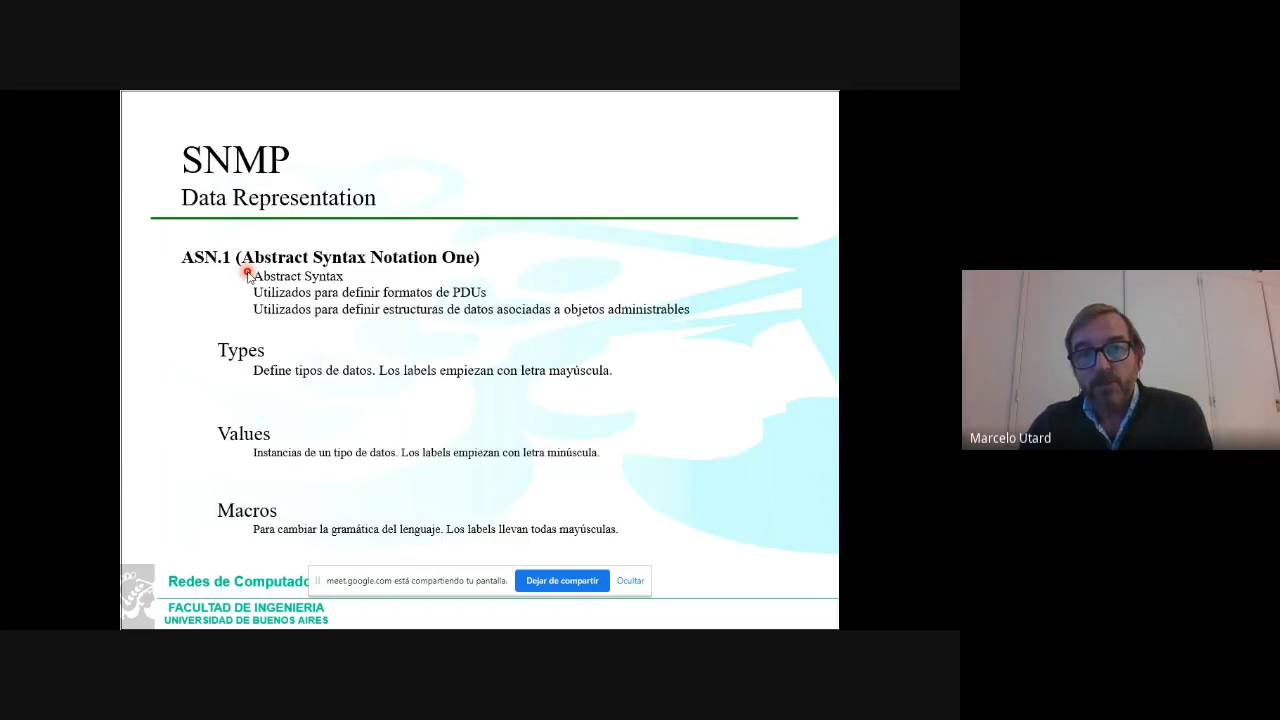 SNMP
Data Representation
ASN.1 (Abstract Syntax Notation One)
Abstract Syntax
Utilizados para definir formatos de PDUs
Utilizados para definir estructuras de datos asociadas a objetos administrables
Types
Define tipos de datos. Los labels empiezan con letra mayúscula.
Values
Instancias de un tipo de datos. Los labels empiezan con letra minúscula.
Macros
Para cambiar la gramática del lenguaje. Los labels llevan todas mayúsculas.
Redes de Computado
meet.google.com está compartiendo tu pantalla.
Dejar de compartir
Ocultar
FACULTAD DE INGENIERIA
UNIVERSIDAD DE BUENOS AIRES
Marcelo Utard